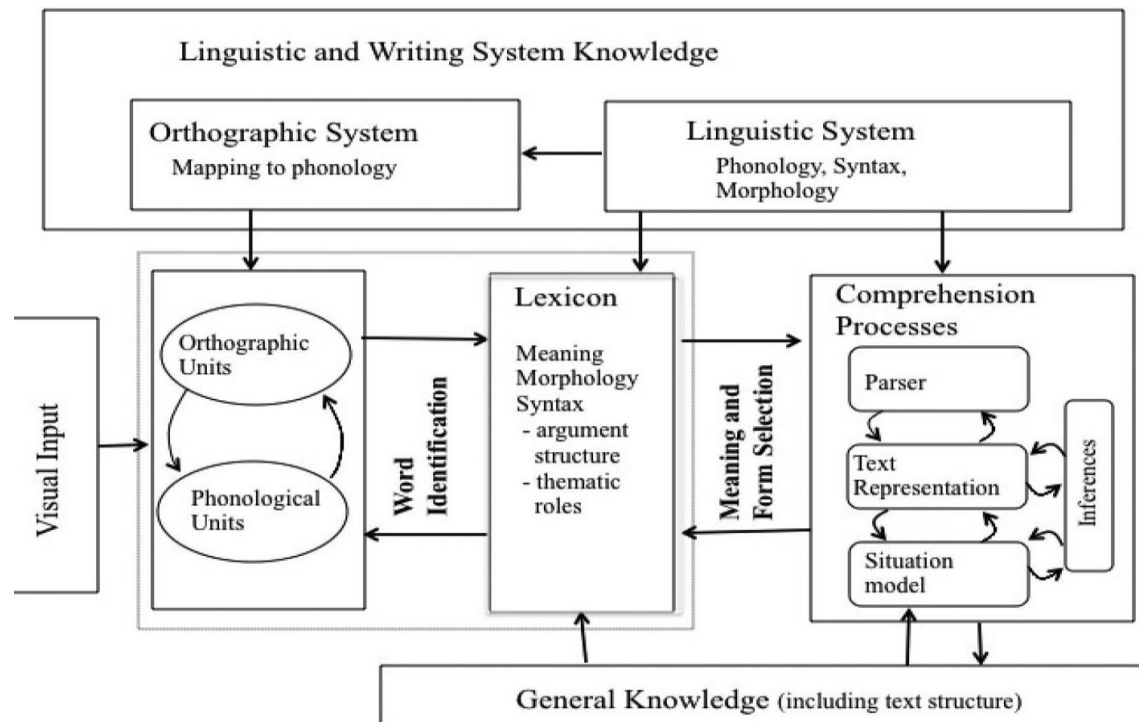 Linguistic and Writing System Knowledge
Orthographic System
Mapping to phonology
Linguistic System
Phonology, Syntax,
Morphology
Visual Input
Orthographic
Units
Phonological
Units
Word
Identification
Lexicon
Meaning
Morphology
Syntax
- argument
structure
- thematic
roles
Meaning and
Form Selection
Comprehension
Processes
Parser
Text
Representation
Situation
model
Inferences
General Knowledge (including text structure)